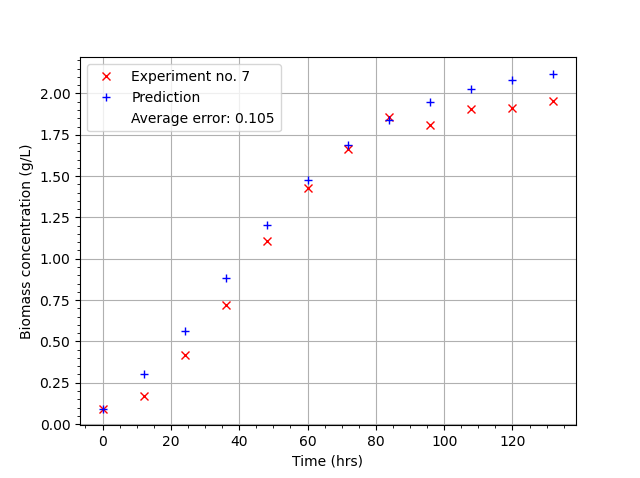 Experiment no. 7
Prediction
Average error: 0.105
2.00
1.75
1.50
1.25
1.00
0.75
0.50
0.25
0.00
Biomass concentration (g/L)
0 20 40 60 80 100 120
Time (hrs)